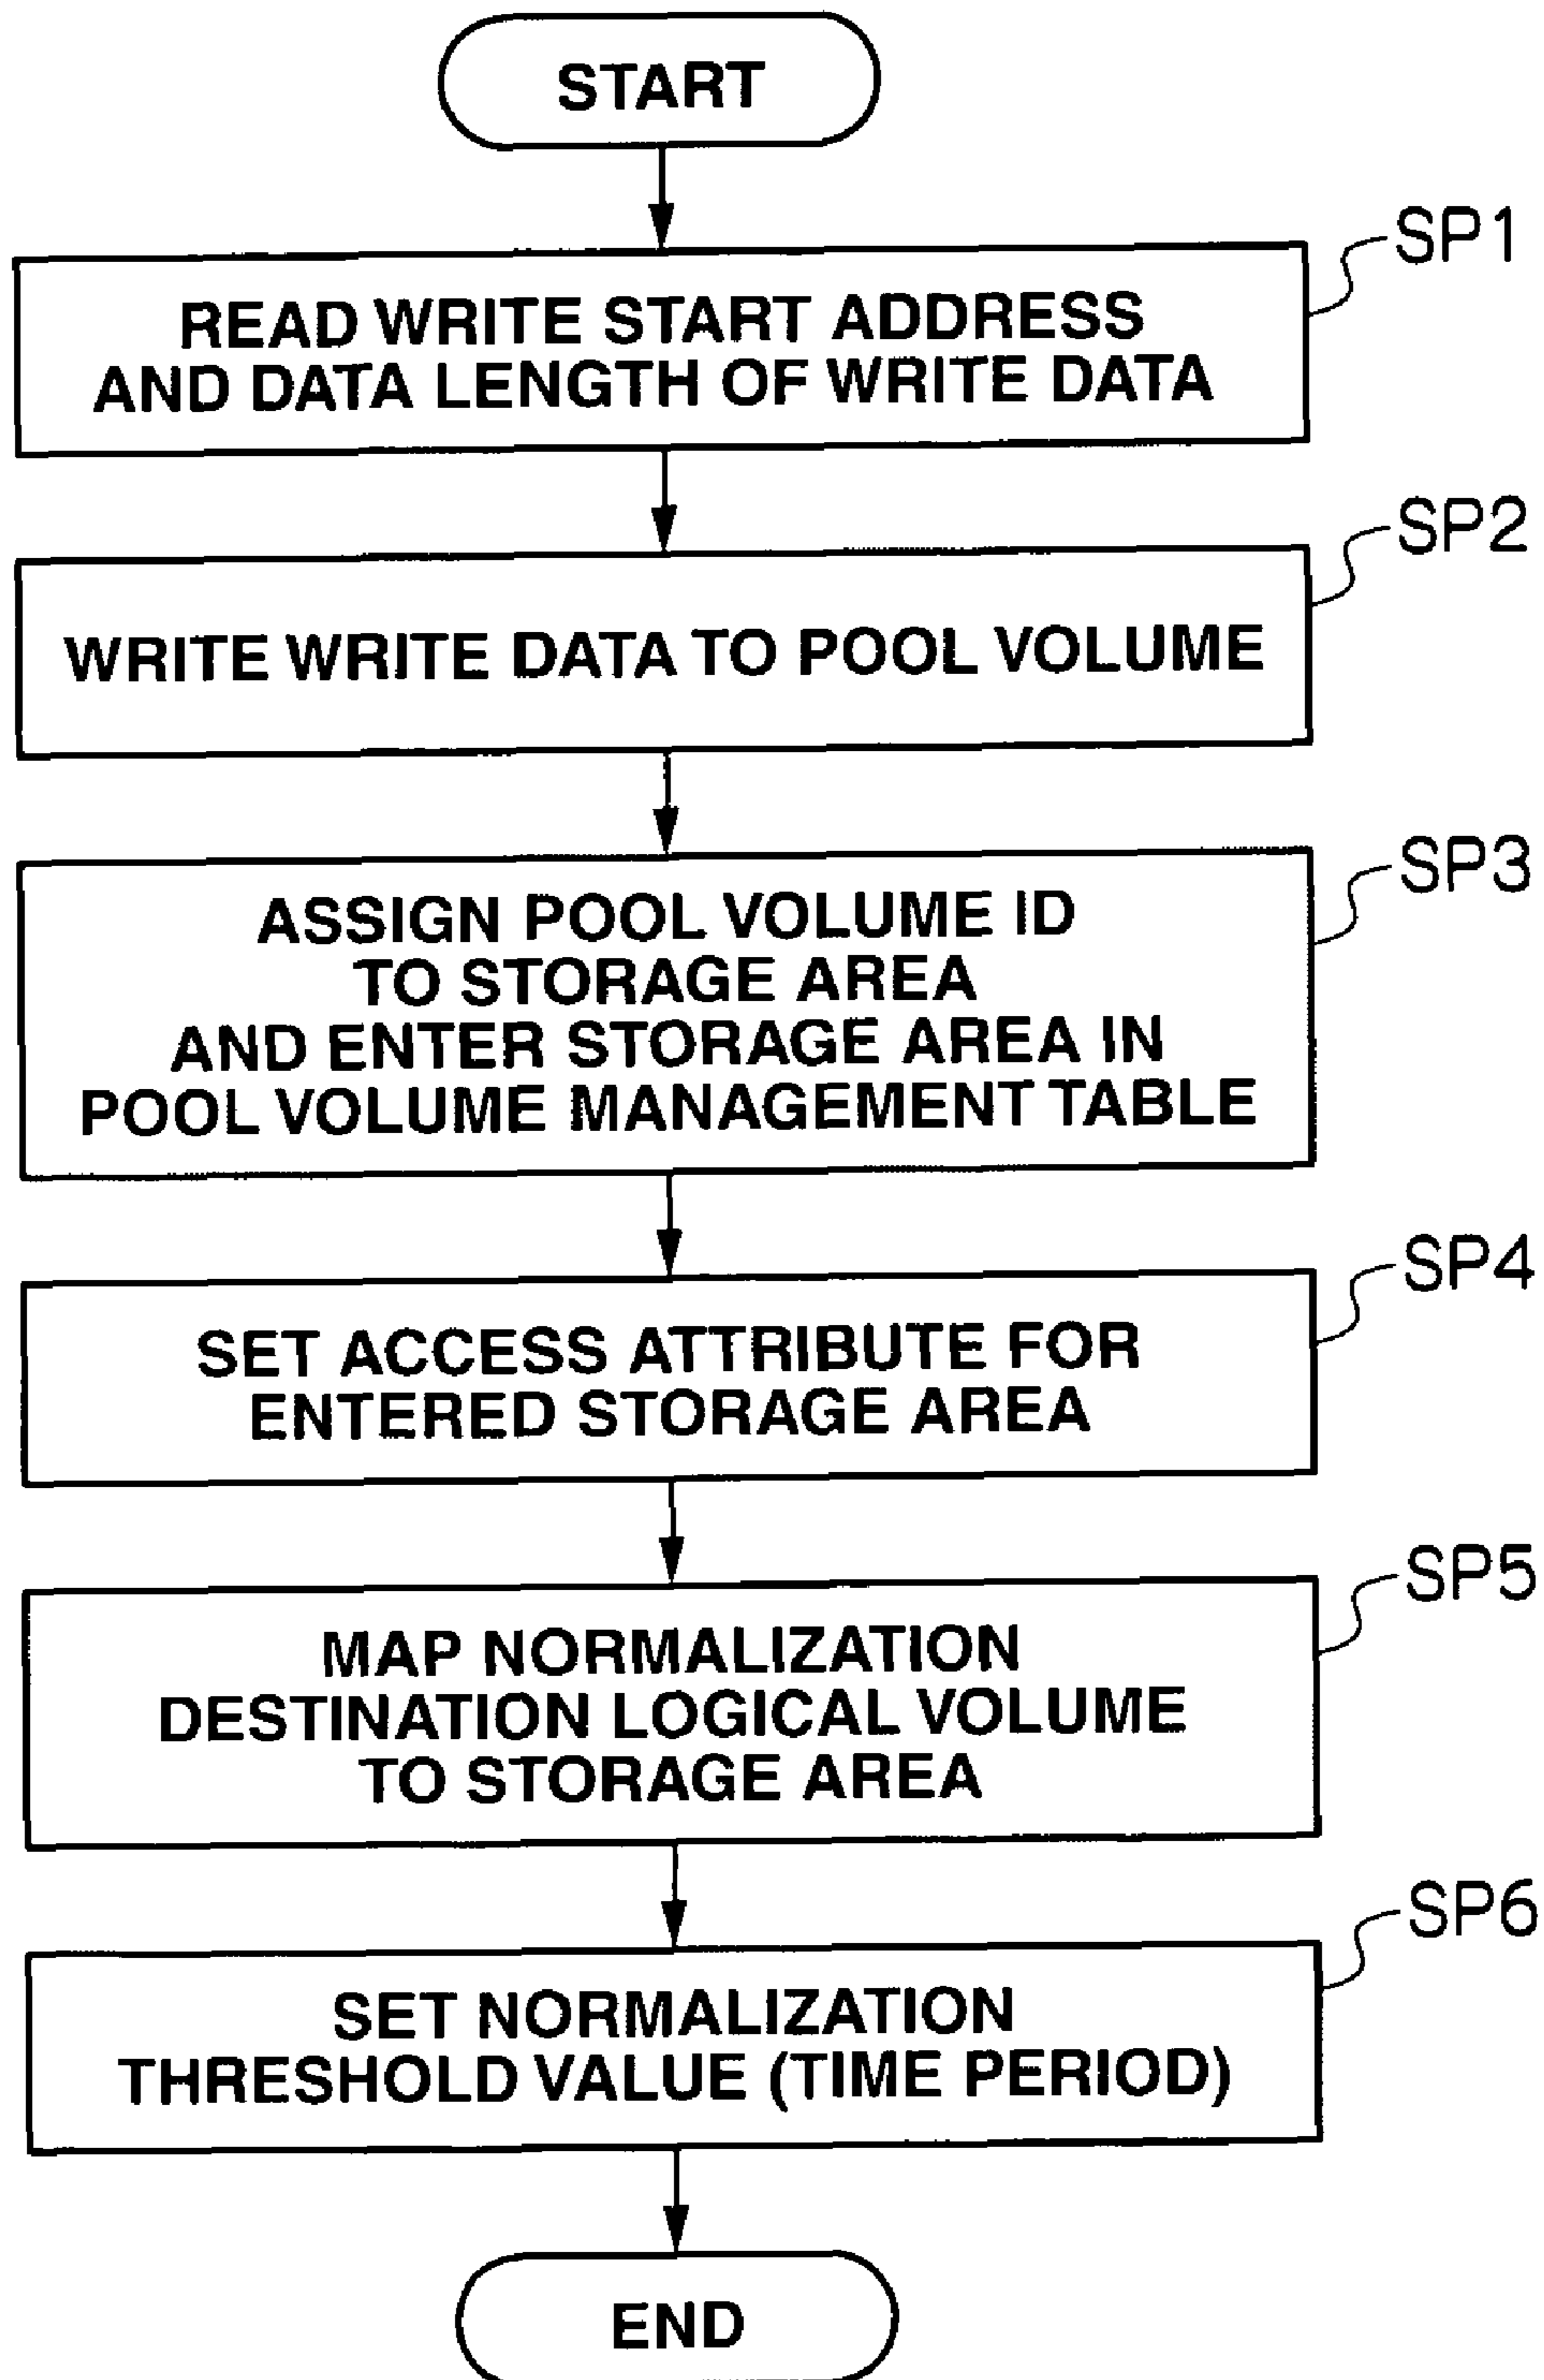 START
SP1
READ WRITE START ADDRESS
AND DATA LENGTH OF WRITE DATA
SP2
WRITE WRITE DATA TO POOL VOLUME
SP3
ASSIGN POOL VOLUME ID
TO STORAGE AREA
AND ENTER STORAGE AREA IN
POOL VOLUME MANAGEMENT TABLE
SP4
SET ACCESS ATTRIBUTE FOR
ENTERED STORAGE AREA
SP5
MAP NORMALIZATION
DESTINATION LOGICAL VOLUME
TO STORAGE AREA
SP6
SET NORMALIZATION
THRESHOLD VALUE (TIME PERIOD)
END